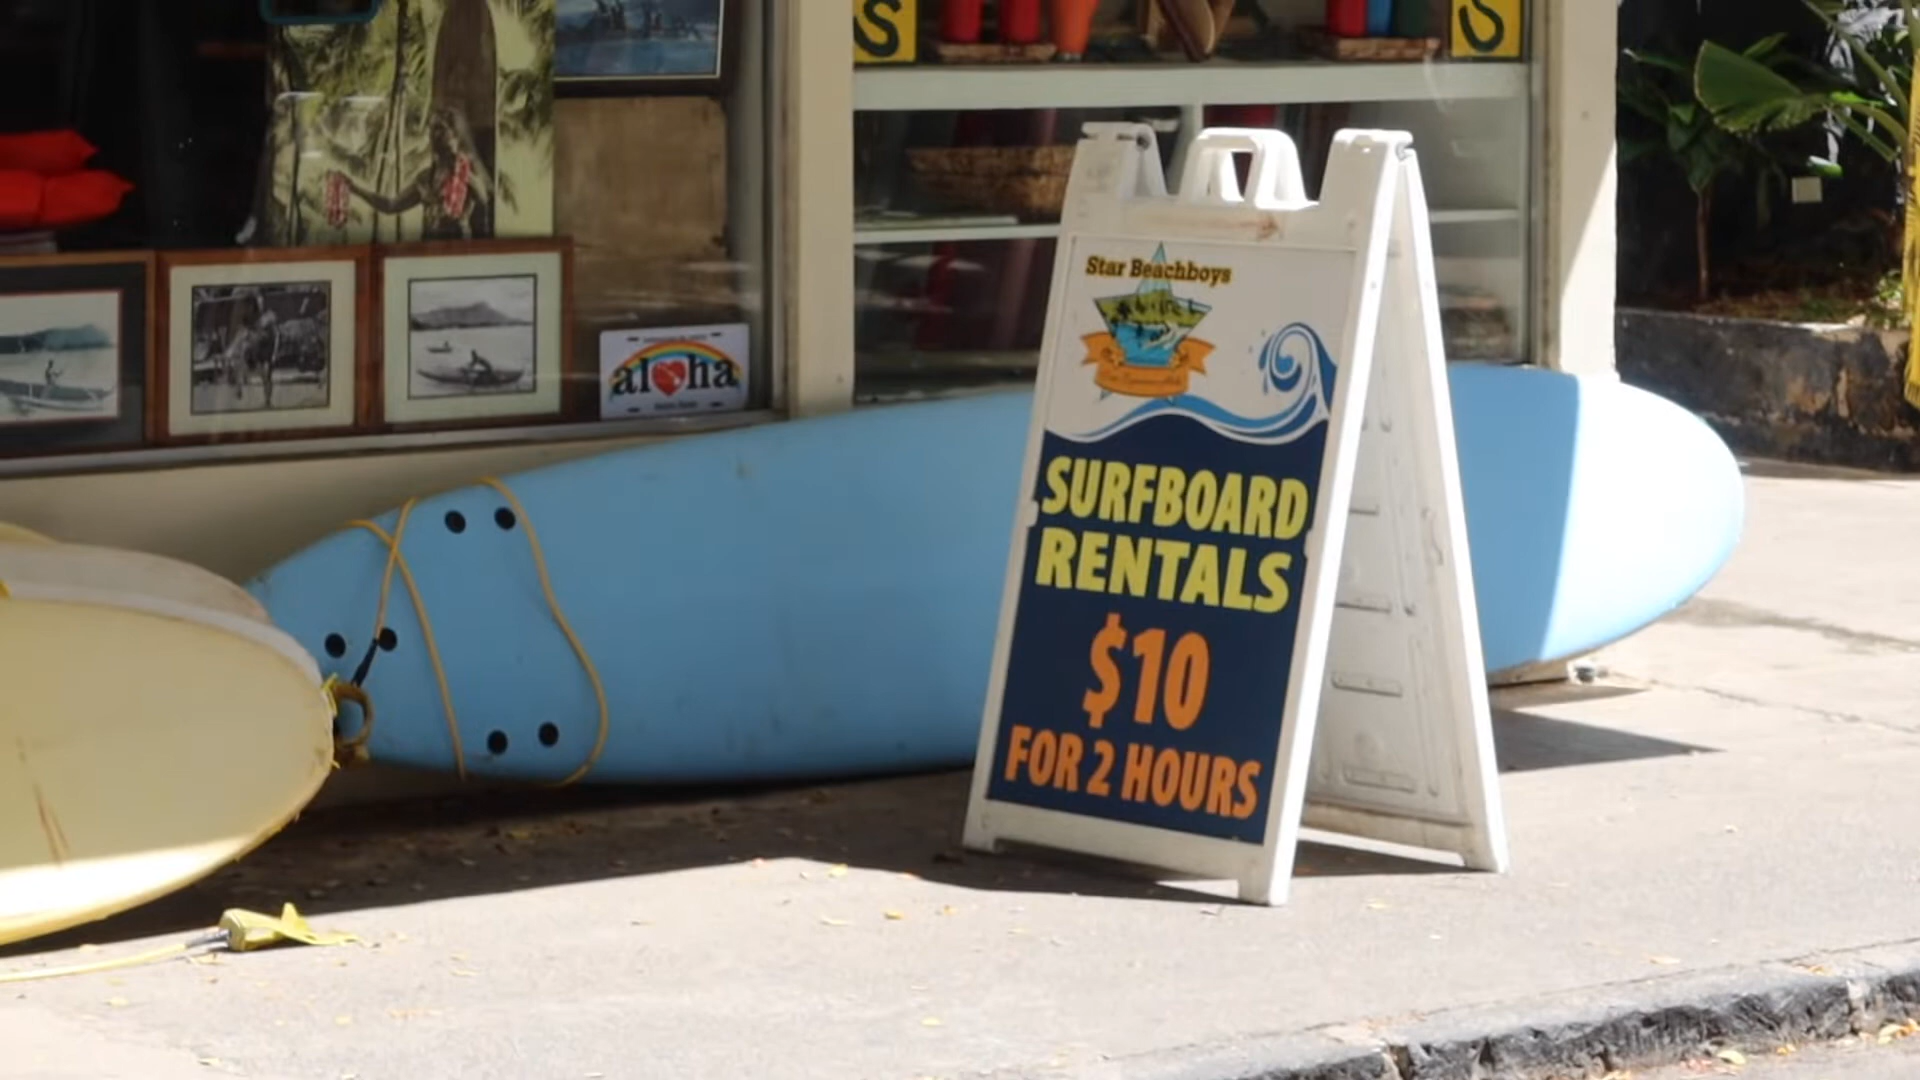 S
S
aloha
Star Beachboys
SURFBOARD
RENTALS
$10
FOR 2 HOURS